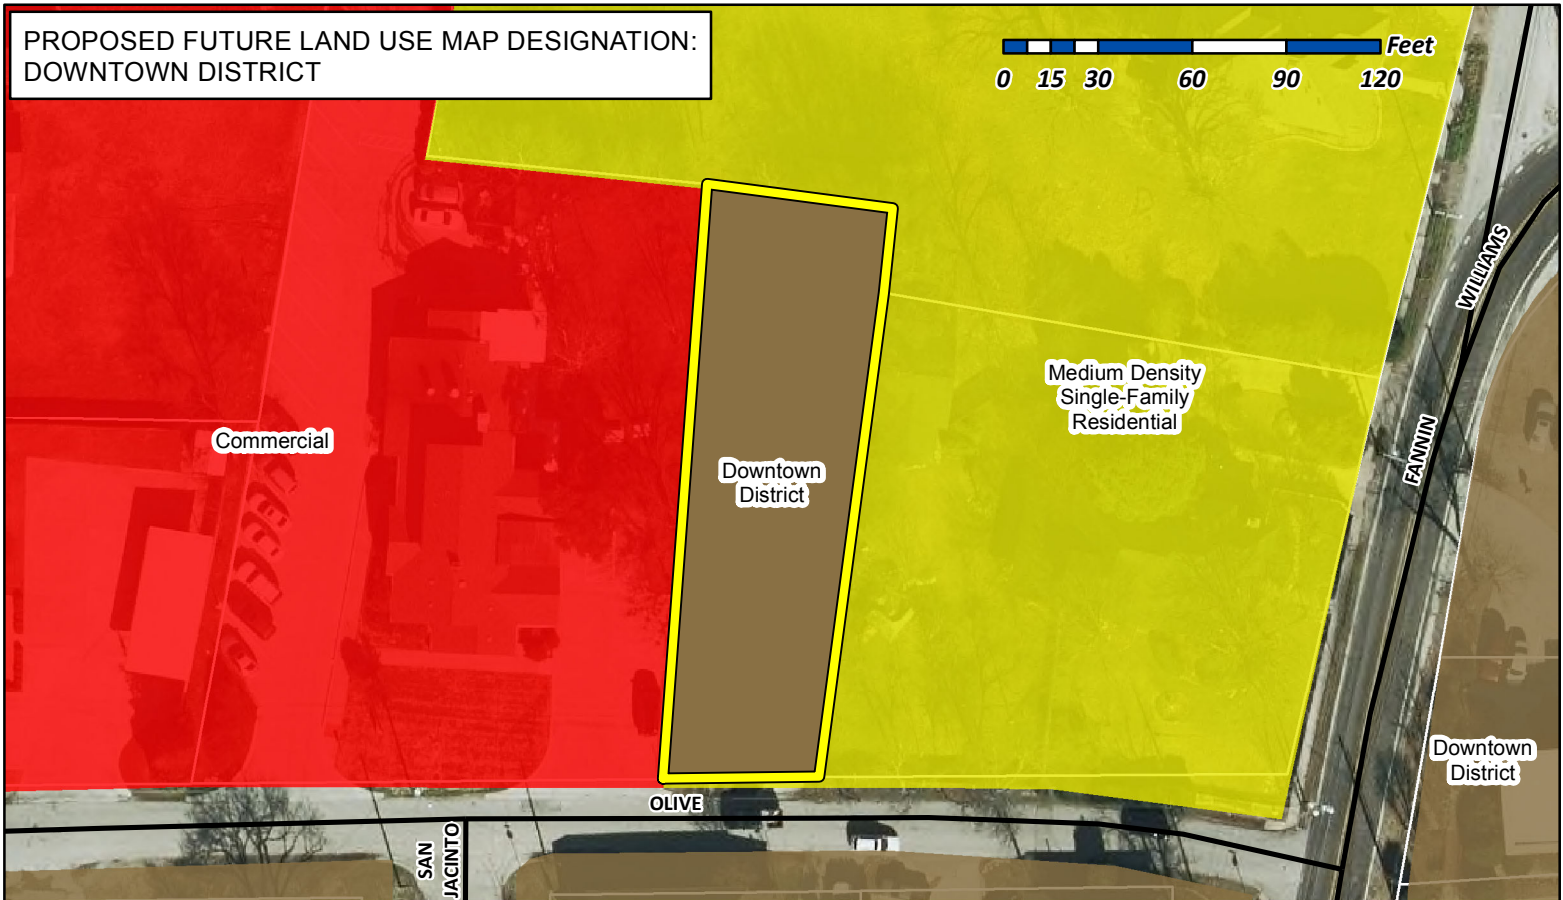 PROPOSED FUTURE LAND USE MAP DESIGNATION:
DOWNTOWN DISTRICT
Feet
0 15 30 60 90 120
WILLIAMS
Medium Density
Single-Family
Residential
Commercial
FANNIN
Downtown
District
Downtown
District
OLIVE
SAN
JACINTO